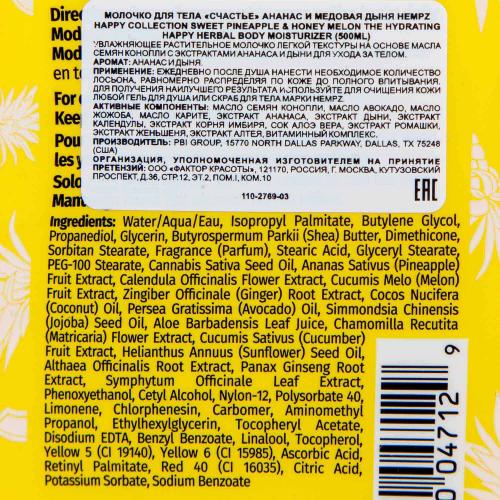 Direc
Mod
Mod
en to
For e
Keep
Pou
les y
Solo
Man
МОЛОЧКО ДЛЯ ТЕЛА «СЧАСТЬЕ» АНАНАС И МЕДОВАЯ ДЫНЯ HEMPZ
HAPPY COLLECTION SWEET PINEAPPLE & HONEY MELON THE HYDRATING
HAPPY HERBAL BODY MOISTURIZER (500ML)
УВЛАЖНЯЮЩЕЕ РАСТИТЕЛЬНОЕ МОЛОЧКО ЛЕГКОЙ ТЕКСТУРЫ НА ОСНОВЕ МАСЛА
СЕМЯН КОНОПЛИ С ЭКСТРАКТАМИ АНАНАСА И ДЫНИ ДЛЯ УХОДА ЗА ТЕЛОМ.
АРОМАТ: АНАНАС И ДЫНЯ.
ПРИМЕНЕНИЕ: ЕЖЕДНЕВНО ПОСЛЕ ДУША НАНЕСТИ НЕОБХОДИМОЕ КОЛИЧЕСТВО
ЛОСЬОНА, РАВНОМЕРНО РАСПРЕДЕЛЯЯ ПО КОЖЕ ДО ПОЛНОГО ВПИТЫВАНИЯ.
ДЛЯ ПОЛУЧЕНИЯ НАИЛУЧШЕГО РЕЗУЛЬТАТА ИСПОЛЬЗУЙТЕ ДЛЯ ОЧИЩЕНИЯ КОЖИ
ЛЮБОЙ ГЕЛЬ ДЛЯ ДУША ИЛИ СКРАБ ДЛЯ ТЕЛА МАРКИ HEMPZ.
АКТИВНЫЕ КОМПОНЕНТЫ: МАСЛО СЕМЯН КОНОПЛИ, МАСЛО АВОКАДО, МАСЛО
ЖОЖОБА, МАСЛО КАРИТЕ, ЭКСТРАКТ АНАНАСА, ЭКСТРАКТ ДЫНИ, ЭКСТРАКТ
КАЛЕНДУЛЫ, ЭКСТРАКТ КОРНЯ ИМБИРЯ, СОК АЛОЭ ВЕРА, ЭКСТРАКТ РОМАШКИ,
ЭКСТРАКТ ЖЕНЬШЕНЯ, ЭКСТРАКТ АЛТЕЯ, ВИТАМИННЫЙ КОМПЛЕКС.
ПРОИЗВОДИТЕЛЬ: PBI GROUP, 15770 NORTH DALLAS PARKWAY, DALLAS, TX 75248
(США)
ОРГАНИЗАЦИЯ, УПОЛНОМОЧЕННАЯ ИЗГОТОВИТЕЛЕМ НА ПРИНЯТИЕ
ПРЕТЕНЗИЙ: ООО «ФАКТОР КРАСОТЫ», 121170, РОССИЯ, Г. МОСКВА, КУТУЗОВСКИЙ
ПРОСПЕКТ, Д.36, СТР.12, ЭТ.2, ПОМ.I, КОМ.10
110-2769-03
EAC
Ingredients: Water/Aqua/Eau, Isopropyl Palmitate, Butylene Glycol,
Propanediol, Glycerin, Butyrospermum Parkii (Shea) Butter, Dimethicone,
Sorbitan Stearate, Fragrance (Parfum), Stearic Acid, Glyceryl Stearate,
PEG-100 Stearate, Cannabis Sativa Seed Oil, Ananas Sativus (Pineapple)
Fruit Extract, Calendula Officinalis Flower Extract, Cucumis Melo (Melon)
Fruit Extract, Zingiber Officinale (Ginger) Root Extract, Cocos Nucifera
(Coconut) Oil, Persea Gratissima (Avocado) Oil, Simmondsia Chinensis
(Jojoba) Seed Oil, Aloe Barbadensis Leaf Juice, Chamomilla Recutita
(Matricaria) Flower Extract, Cucumis Sativus (Cucumber)
Fruit Extract, Helianthus Annuus (Sunflower) Seed Oil,
Althaea Officinalis Root Extract, Panax Ginseng Root
Extract, Symphytum Officinale Leaf Extract,
Phenoxyethanol, Cetyl Alcohol, Nylon-12, Polysorbate 40,
Limonene, Chlorphenesin, Carbomer, Aminomethyl
Propanol, Ethylhexylglycerin, Tocopheryl Acetate,
Disodium EDTA, Benzyl Benzoate, Linalool, Tocopherol,
Yellow 5 (CI 19140), Yellow 6 (CI 15985), Ascorbic Acid,
Retinyl Palmitate, Red 40 (CI 16035), Citric Acid,
Potassium Sorbate, Sodium Benzoate
04712 9